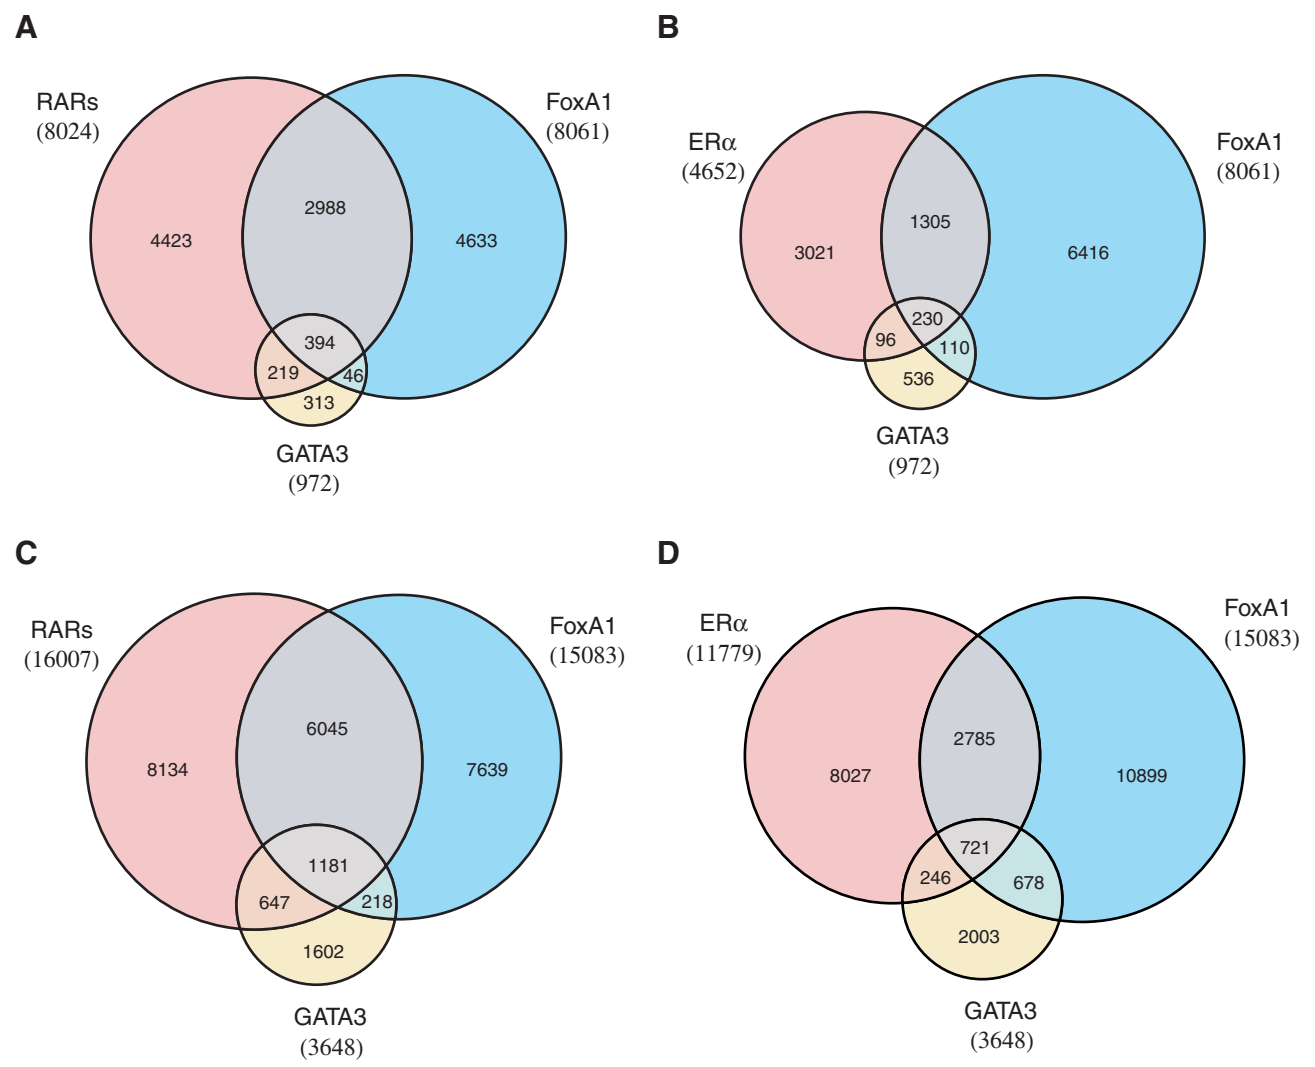 A
RARs
(8024)
FoxA1
(8061)
2988
4423
4633
394
219
46
313
GATA3
(972)
B
ERα
(4652)
FoxA1
(8061)
1305
3021
6416
230
96
110
536
GATA3
(972)
C
RARs
(16007)
FoxA1
(15083)
6045
8134
7639
1181
647
218
1602
GATA3
(3648)
D
ERα
(11779)
FoxA1
(15083)
2785
8027
10899
721
246
678
2003
GATA3
(3648)